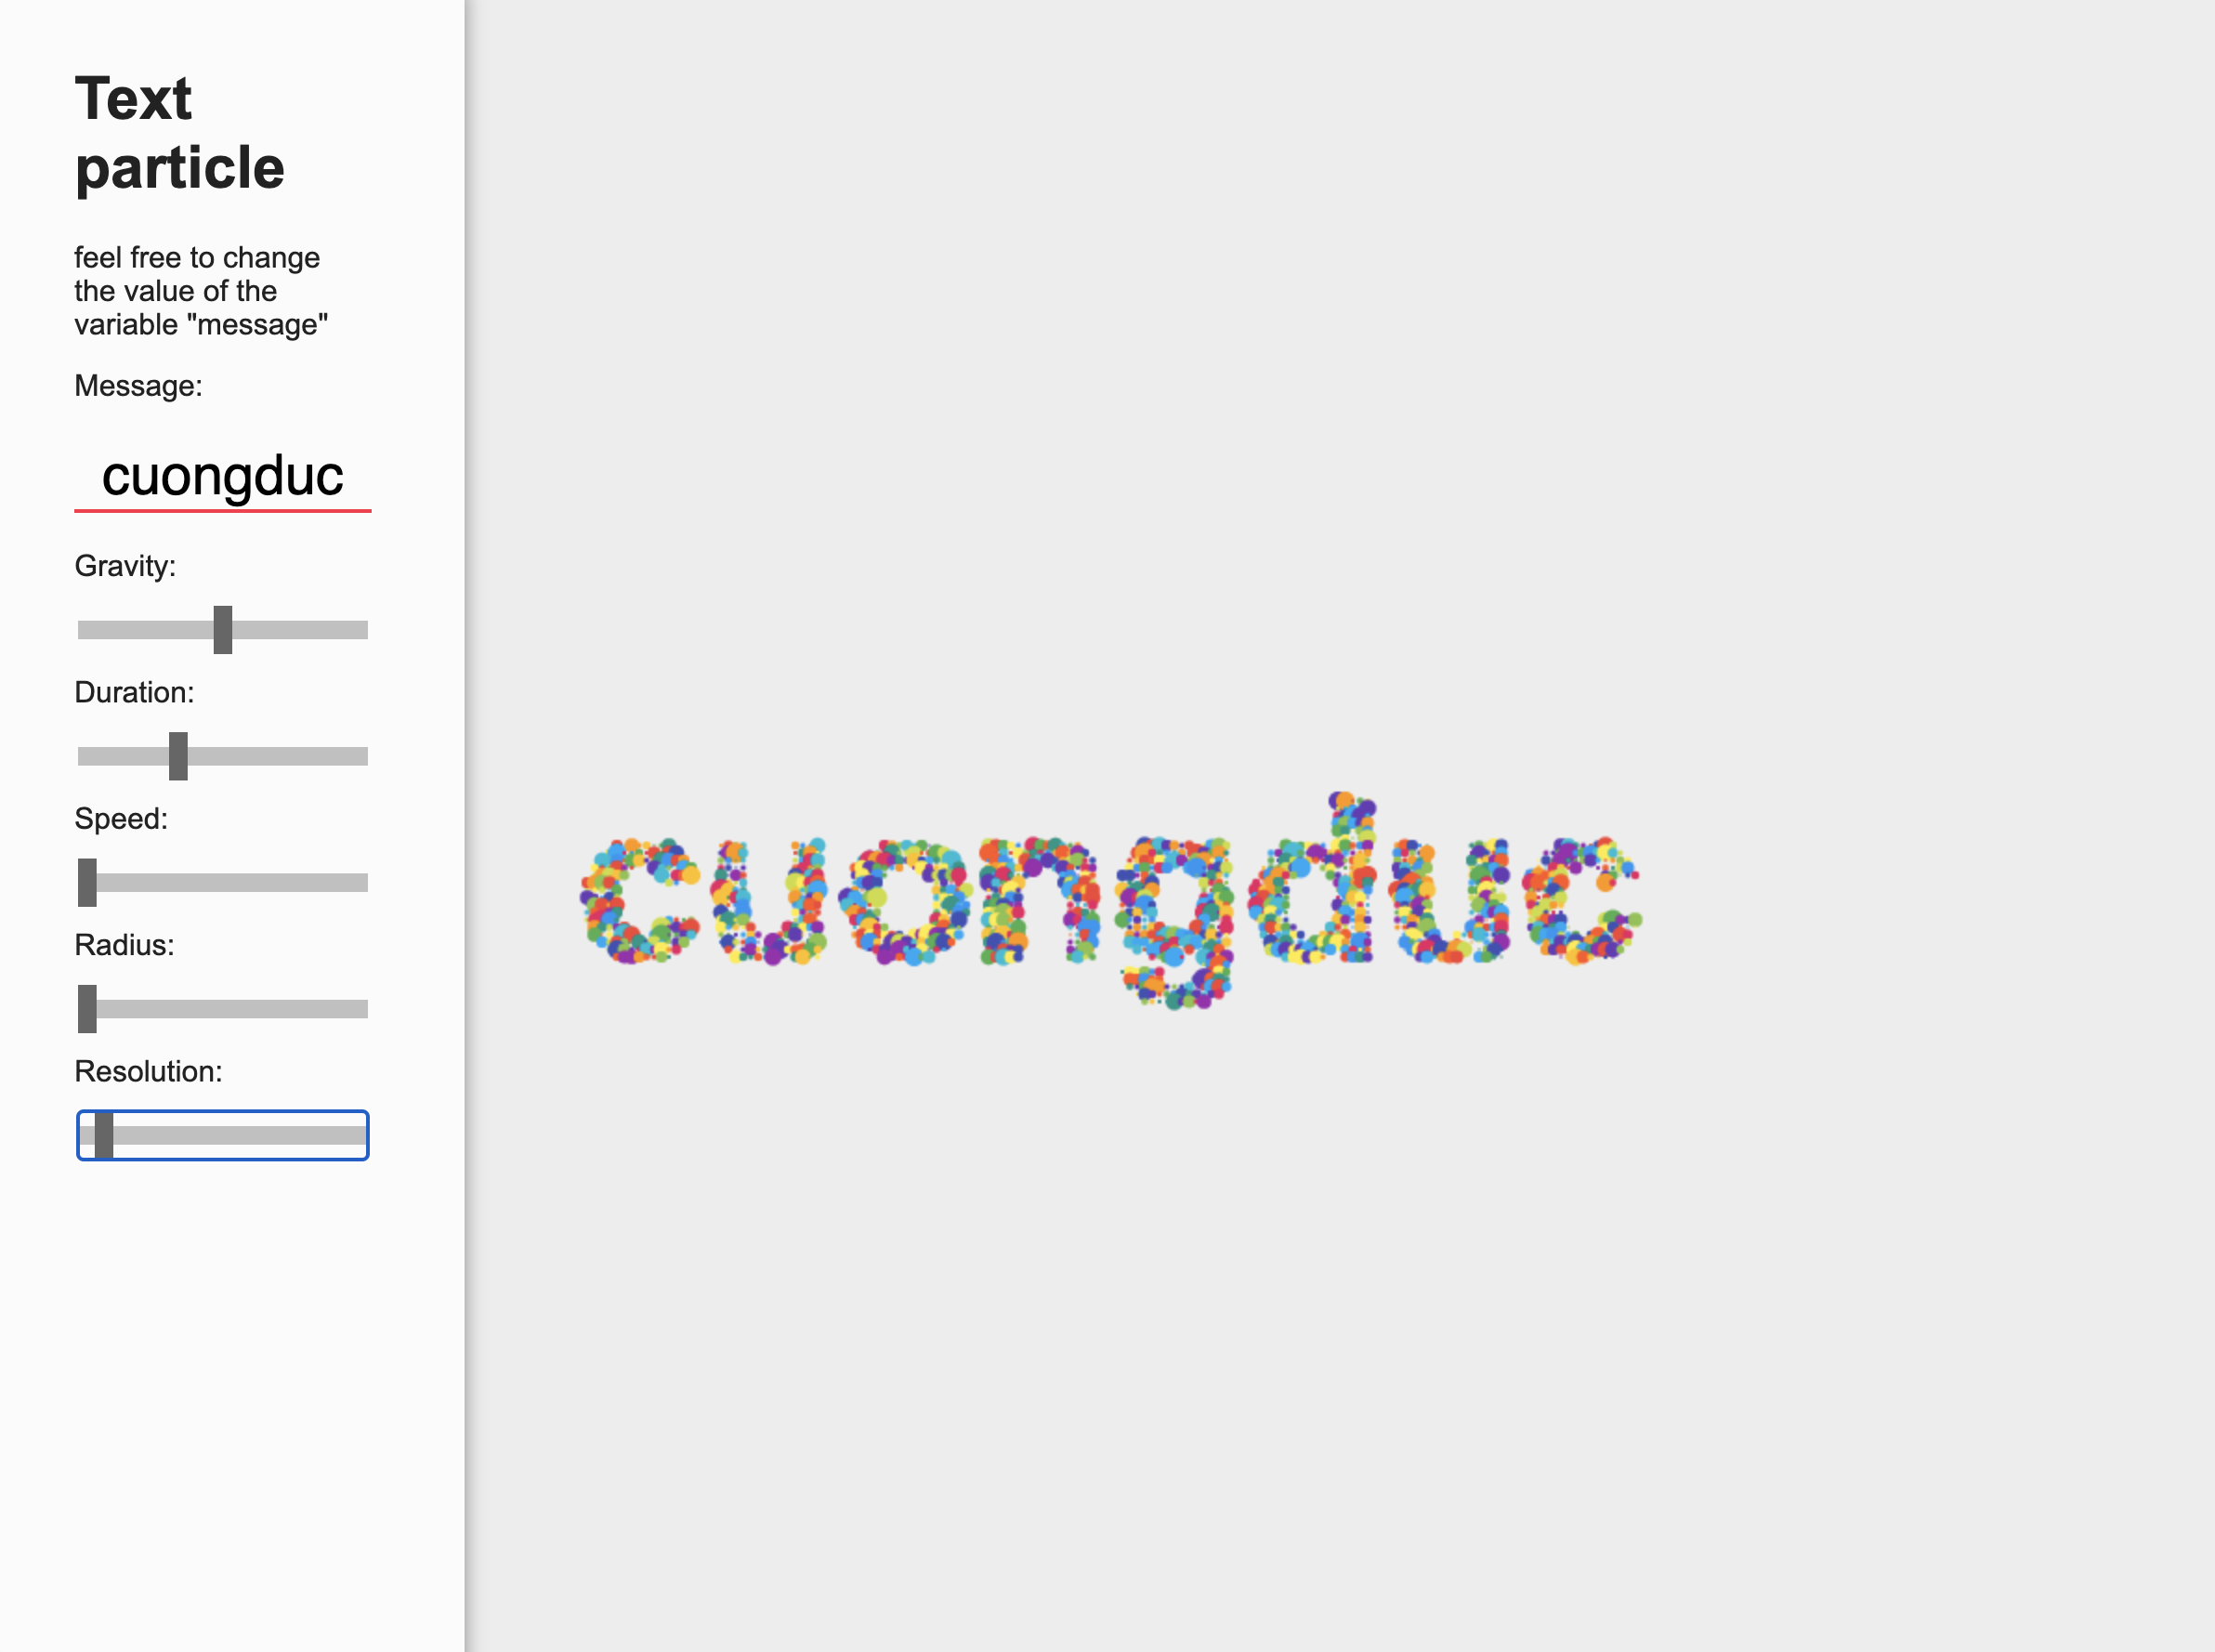 Text
particle
feel free to change
the value of the
variable "message"
Message:
cuongduc
Gravity:
Duration:
Speed:
Radius:
Resolution:
cuongduc